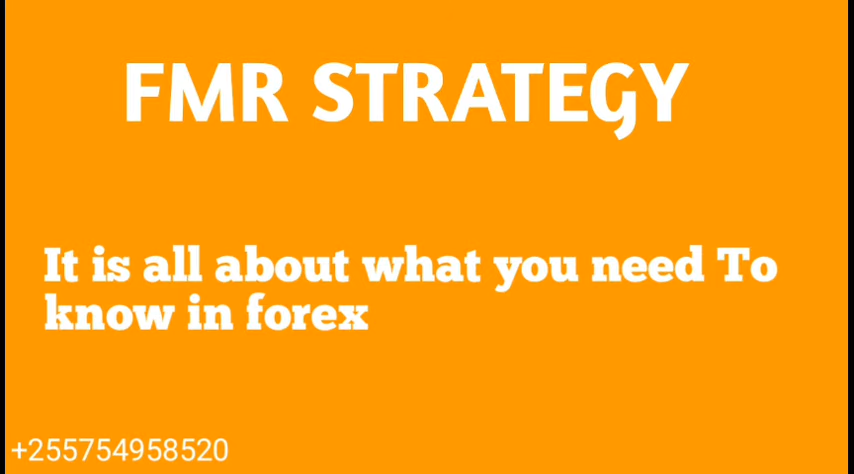 FMR STRATEGY
It is all about what you need To
know in forex
+255754958520